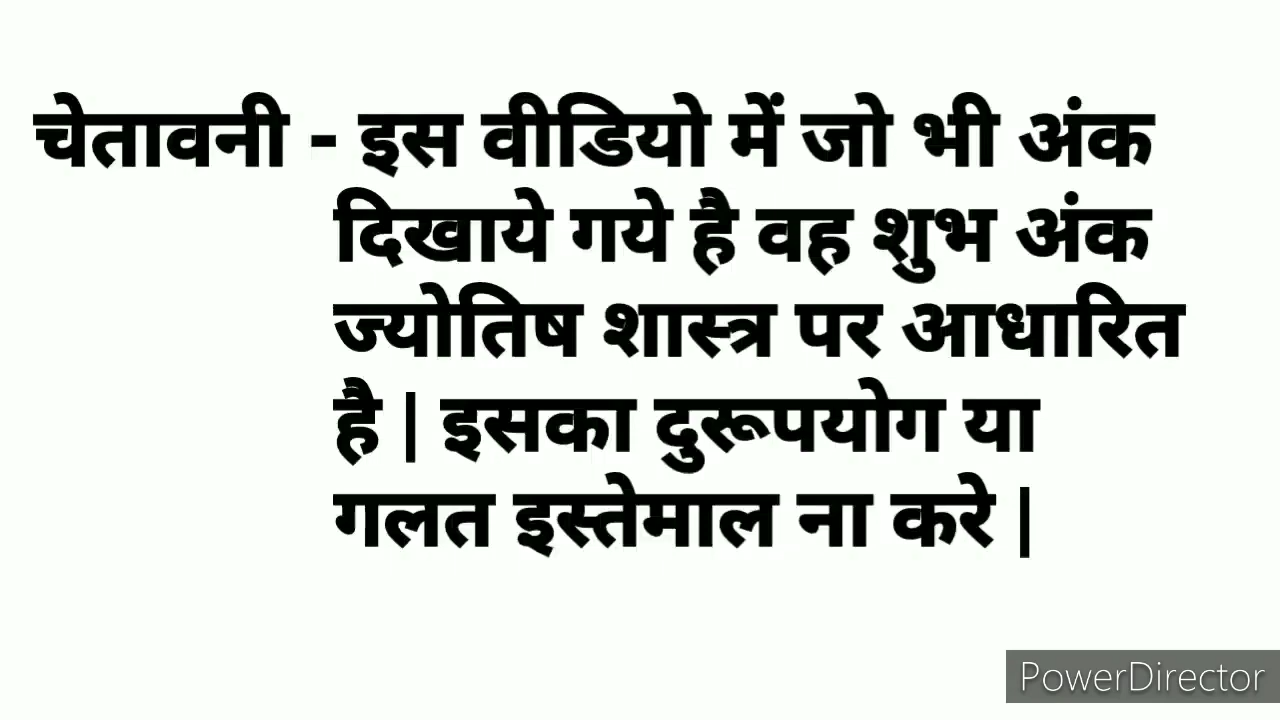 चेतावनी - इस वीडियो में जो भी अंक
दिखाये गये है वह शुभ अंक
ज्योतिष शास्त्र पर आधारित
है | इसका दुरूपयोग या
गलत इस्तेमाल ना करे |
PowerDirector